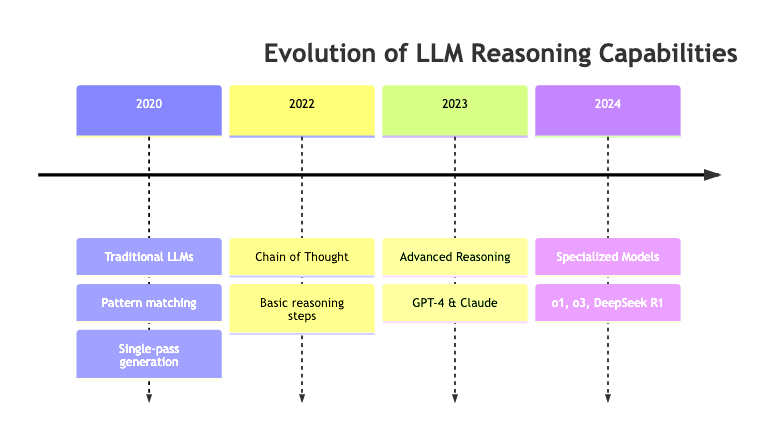 Evolution of LLM Reasoning Capabilities
2020
2022
2023
2024
Traditional LLMs
Pattern matching
Single-pass
generation
Chain of Thought
Basic reasoning
steps
Advanced Reasoning
GPT-4 & Claude
Specialized Models
o1, o3, DeepSeek R1